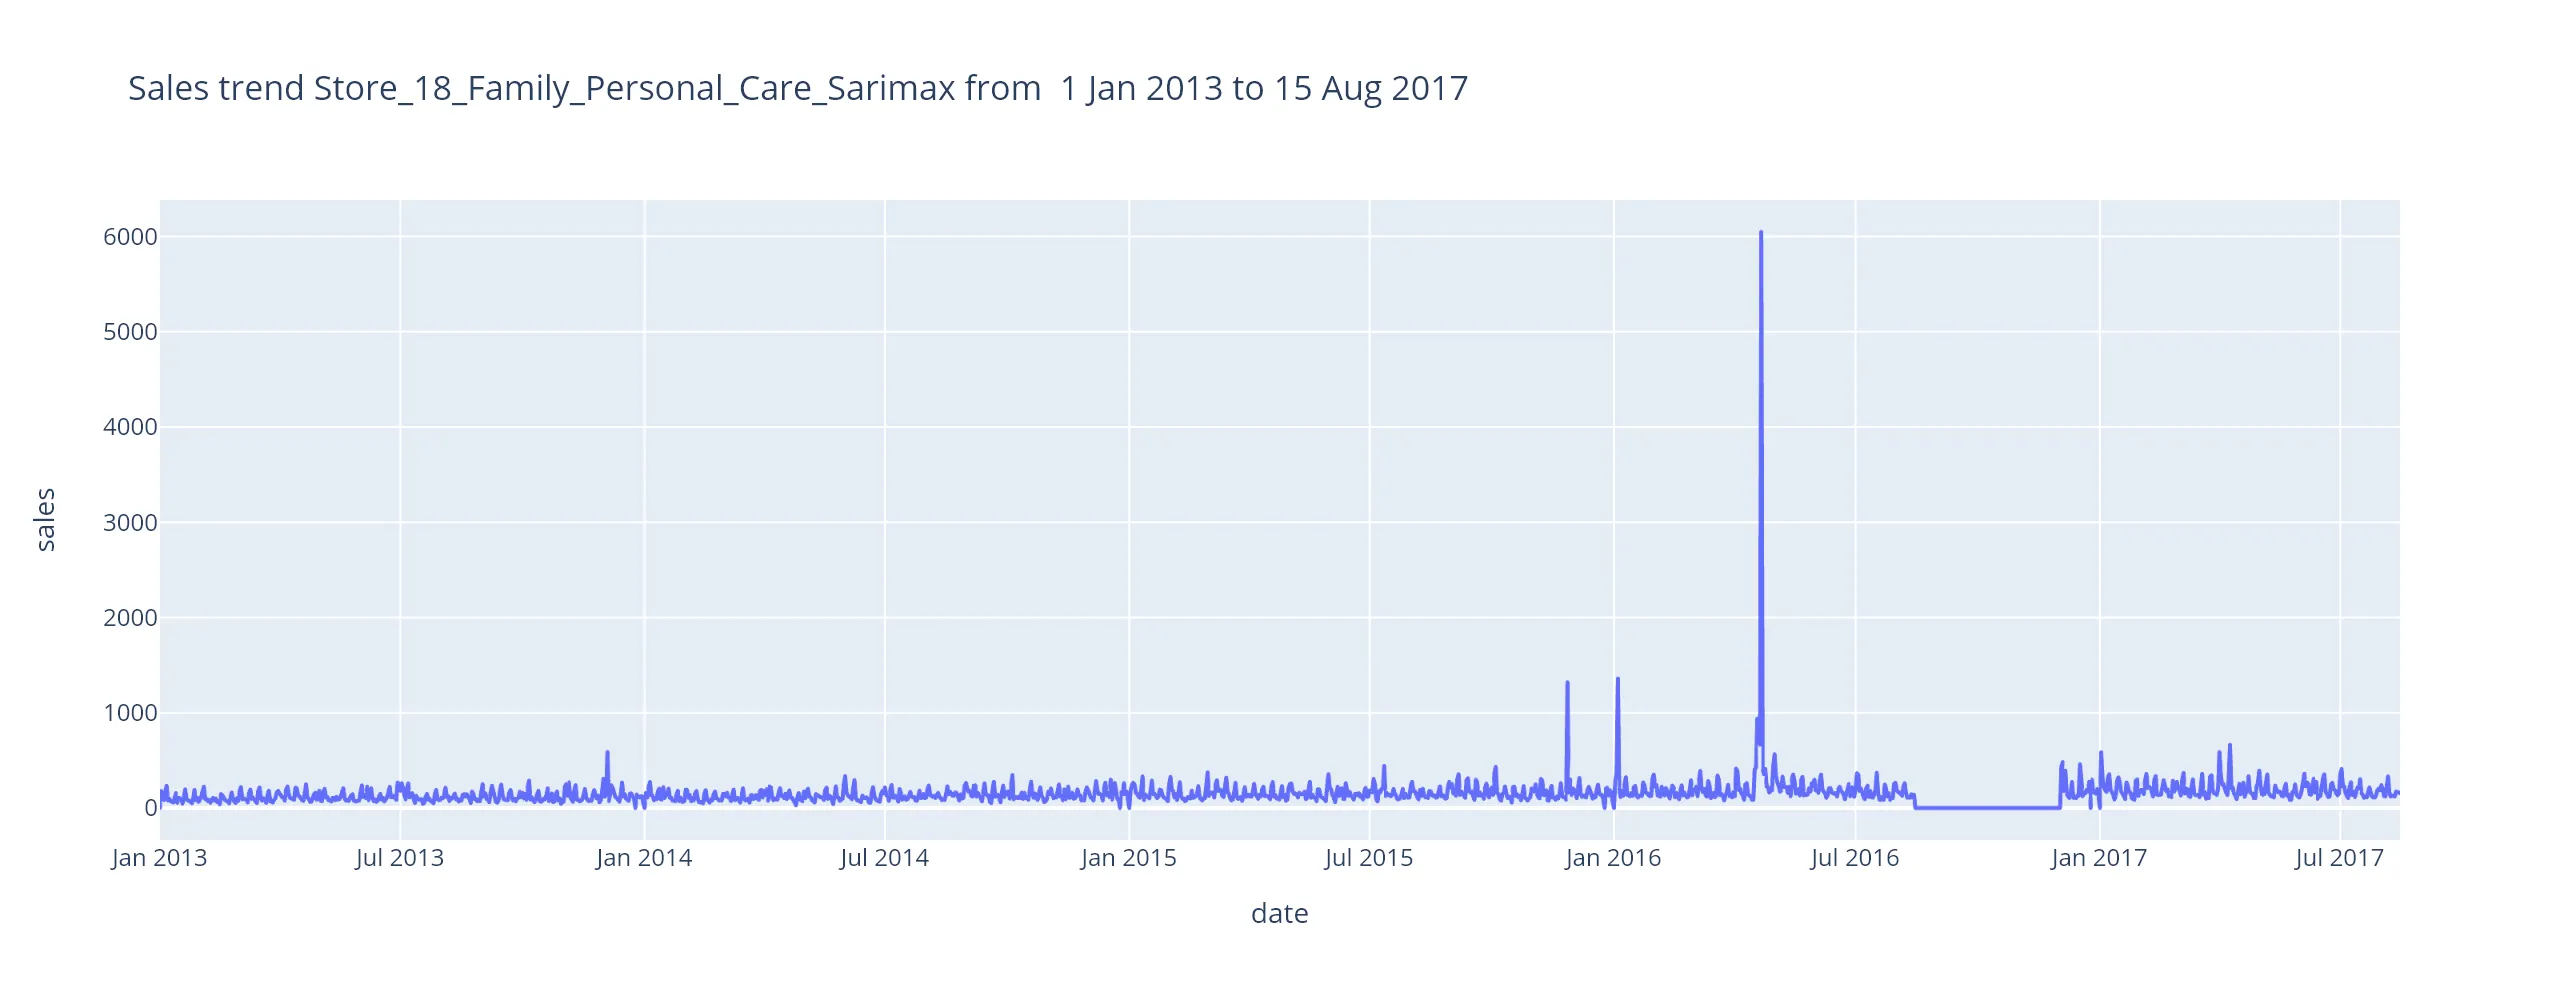 Sales trend Store_18_Family_Personal_Care_Sarimax from  1 Jan 2013 to 15 Aug 2017
6000
5000
4000
3000
2000
1000
0
sales
Jan 2013
Jul 2013
Jan 2014
Jul 2014
Jan 2015
Jul 2015
Jan 2016
Jul 2016
Jan 2017
Jul 2017
date